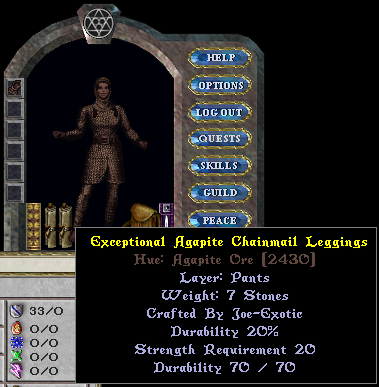 HELP
OPTIONS
LOG OUT
QUESTS
SKILLS
GUILD
PEACE
Exceptional Agapite Chainmail Leggings
Hue: Agapite Ore [2430]
Layer: Pants
Weight: 7 Stones
Crafted By Joe-Exotic
Durability 20%
Strength Requirement 20
Durability 70 / 70
33/0
0/0
0/0
0/0
0/0